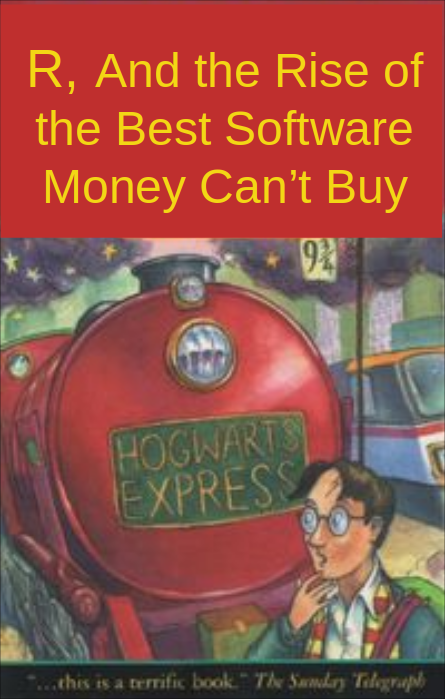 R, And the Rise of
the Best Software
Money Can’t Buy
9¾
HOGWARTS
EXPRESS
"...this is a terrific book." The Sunday Telegraph